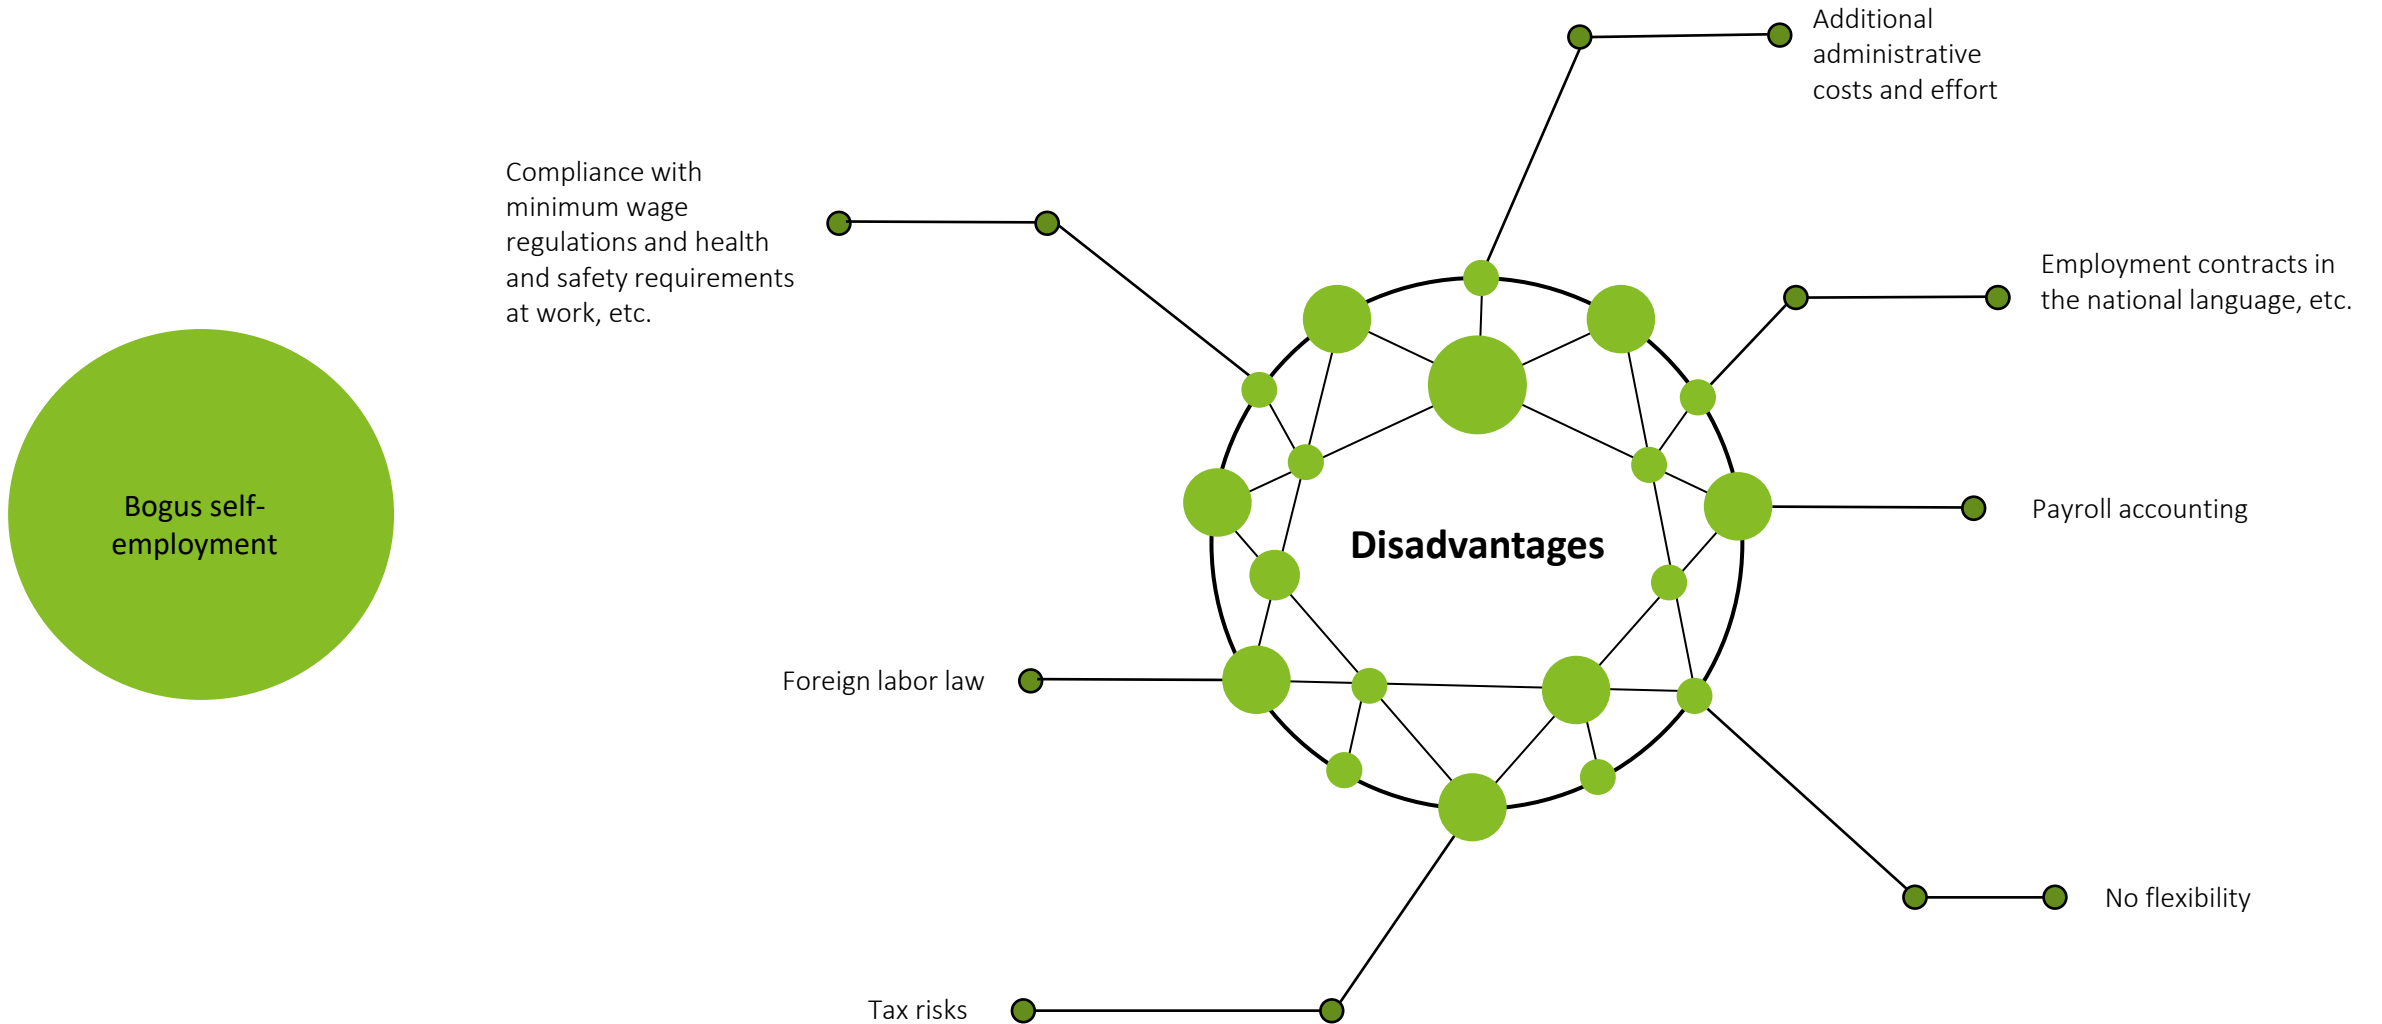 Additional
administrative
costs and effort
Compliance with
minimum wage
regulations and health
and safety requirements
at work, etc.
Employment contracts in
the national language, etc.
Bogus self-
employment
Payroll accounting
Disadvantages
Foreign labor law
No flexibility
Tax risks